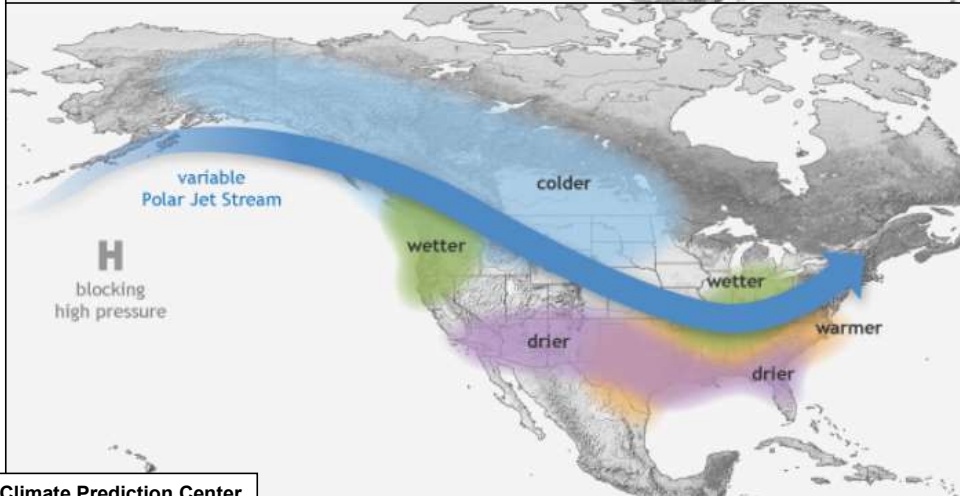 colder
variable
Polar Jet Stream
wetter
H
blocking
high pressure
wetter
warmer
drier
drier
Climate Prediction Center